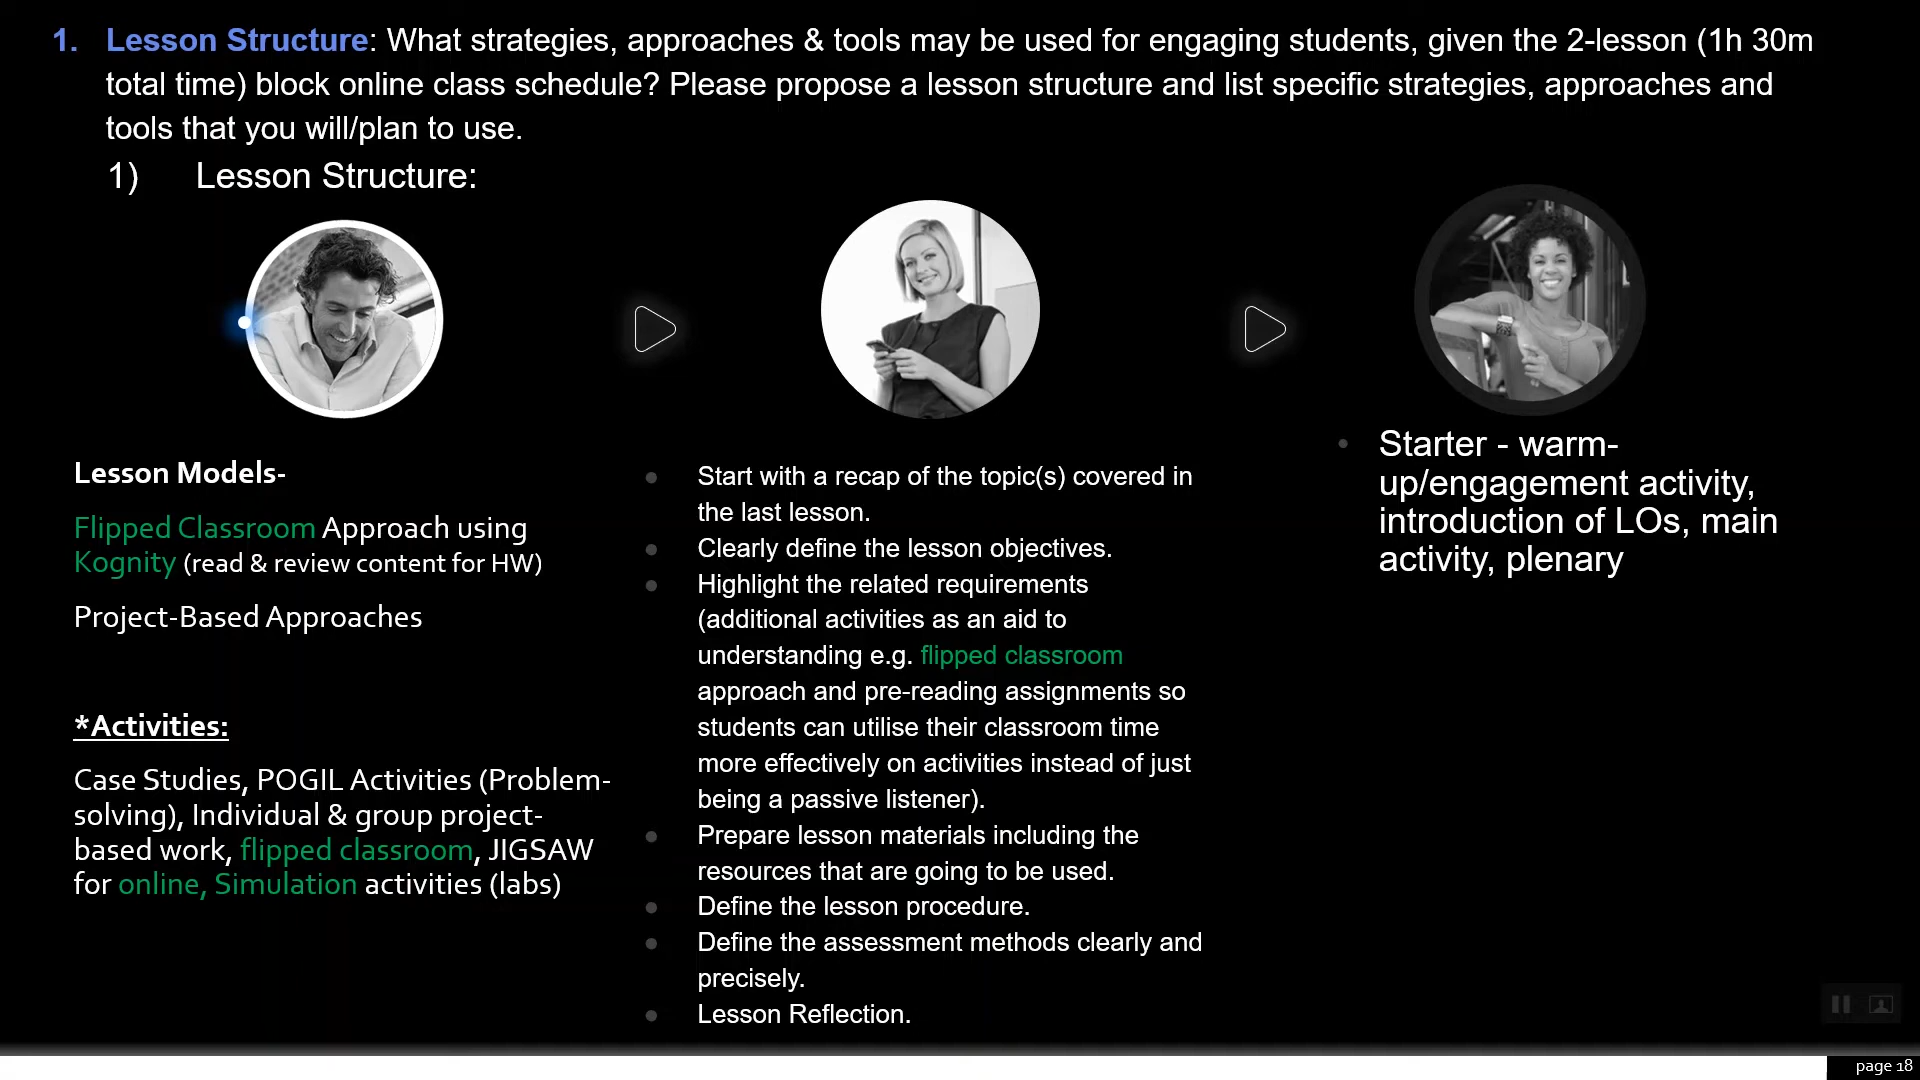 1. Lesson Structure: What strategies, approaches & tools may be used for engaging students, given the 2-lesson (1h 30m
total time) block online class schedule? Please propose a lesson structure and list specific strategies, approaches and
tools that you will/plan to use.
1) Lesson Structure:
Lesson Models-
Flipped Classroom Approach using
Kognity (read & review content for HW)
Project-Based Approaches
*Activities:
Case Studies, POGIL Activities (Problem-
solving), Individual & group project-
based work, flipped classroom, JIGSAW
for online, Simulation activities (labs)
● Start with a recap of the topic(s) covered in
the last lesson.
● Clearly define the lesson objectives.
● Highlight the related requirements
(additional activities as an aid to
understanding e.g. flipped classroom
approach and pre-reading assignments so
students can utilise their classroom time
more effectively on activities instead of just
being a passive listener).
● Prepare lesson materials including the
resources that are going to be used.
● Define the lesson procedure.
● Define the assessment methods clearly and
precisely.
● Lesson Reflection.
• Starter - warm-
up/engagement activity,
introduction of LOs, main
activity, plenary
page 18